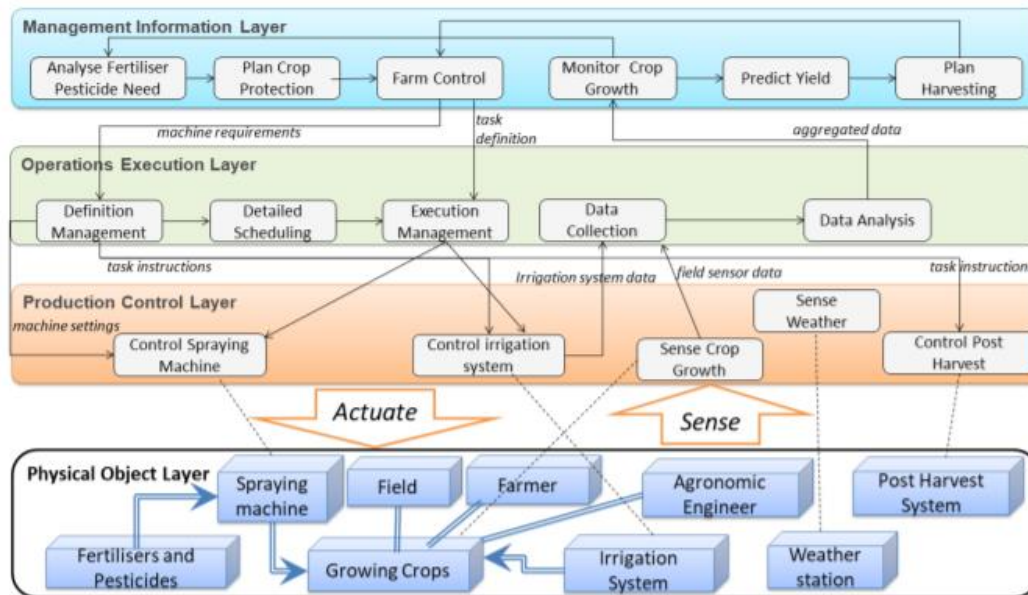 Management Information Layer
Analyse Fertiliser
Pesticide Need
Plan Crop
Protection
Farm Control
Monitor Crop
Growth
Predict Yield
Plan
Harvesting
machine requirements
task
definition
aggregated data
Operations Execution Layer
Definition
Management
Detailed
Scheduling
Execution
Management
Data
Collection
Data Analysis
task instructions
Irrigation system data
field sensor data
task instruction
Production Control Layer
machine settings
Control Spraying
Machine
Control irrigation
system
Sense Crop
Growth
Sense
Weather
Control Post
Harvest
Actuate
Sense
Physical Object Layer
Spraying
machine
Field
Farmer
Agronomic
Engineer
Post Harvest
System
Fertilisers and
Pesticides
Growing Crops
Irrigation
System
Weather
station